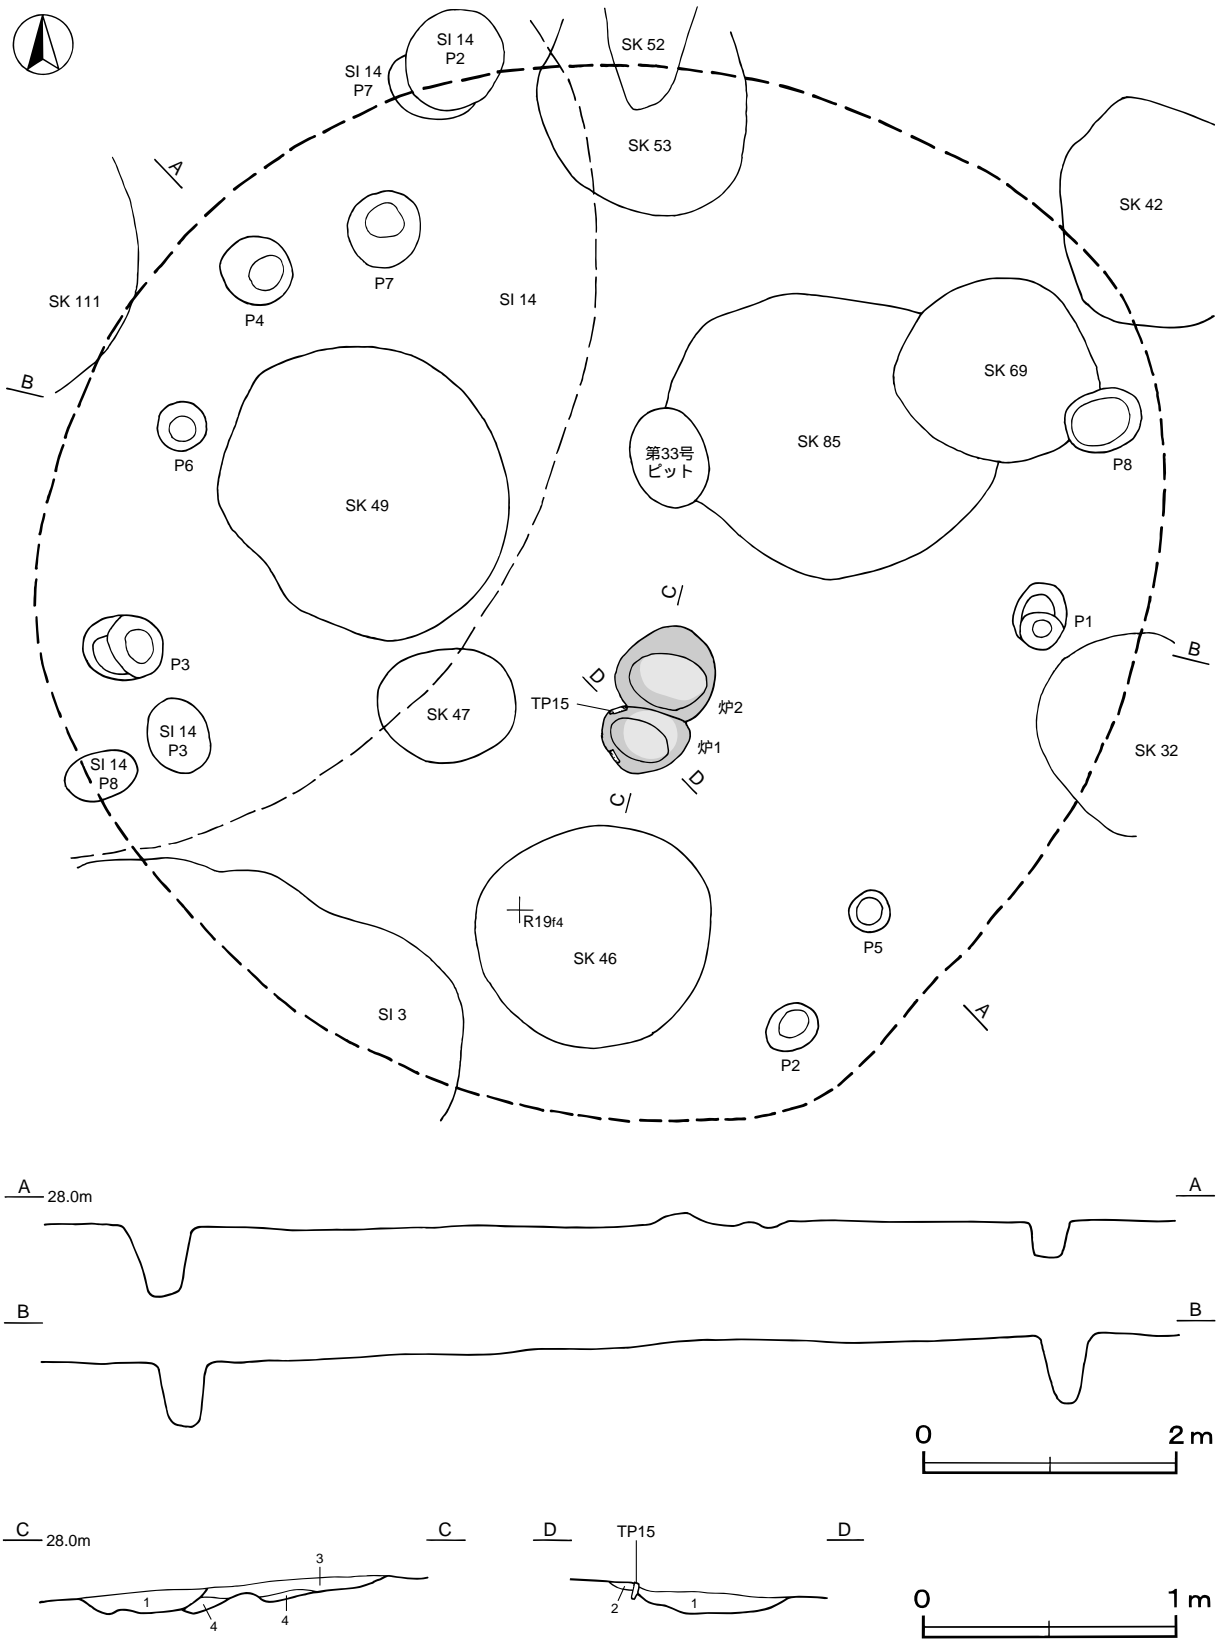 SI 14
P2
SK 52
SI 14
P7
SK 53
A
SK 42
P7
SK 111
SI 14
P4
SK 69
B
SK 85
第33号
ピット
P6
P8
SK 49
C
P1
B
P3
D
TP15
炉2
SK 47
SI 14
P3
炉1
SK 32
SI 14
P8
D
C
R19f4
P5
SK 46
SI 3
A
P2
A
28.0m
A
B
B
0
2 m
C
28.0m
C
D
TP15
D
3
1
4
4
2
1
0
1 m